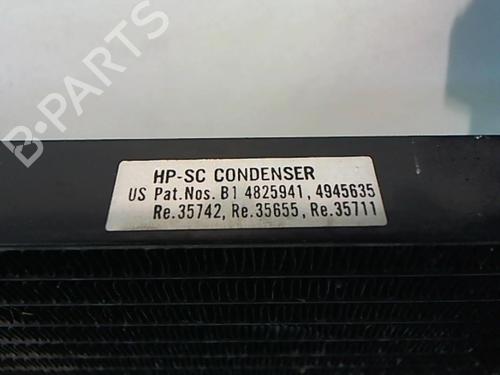 HP-SC CONDENSER
US Pat.Nos. B1 4825941, 4945635
Re.35742, Re.35655, Re.35711
B-PARTS